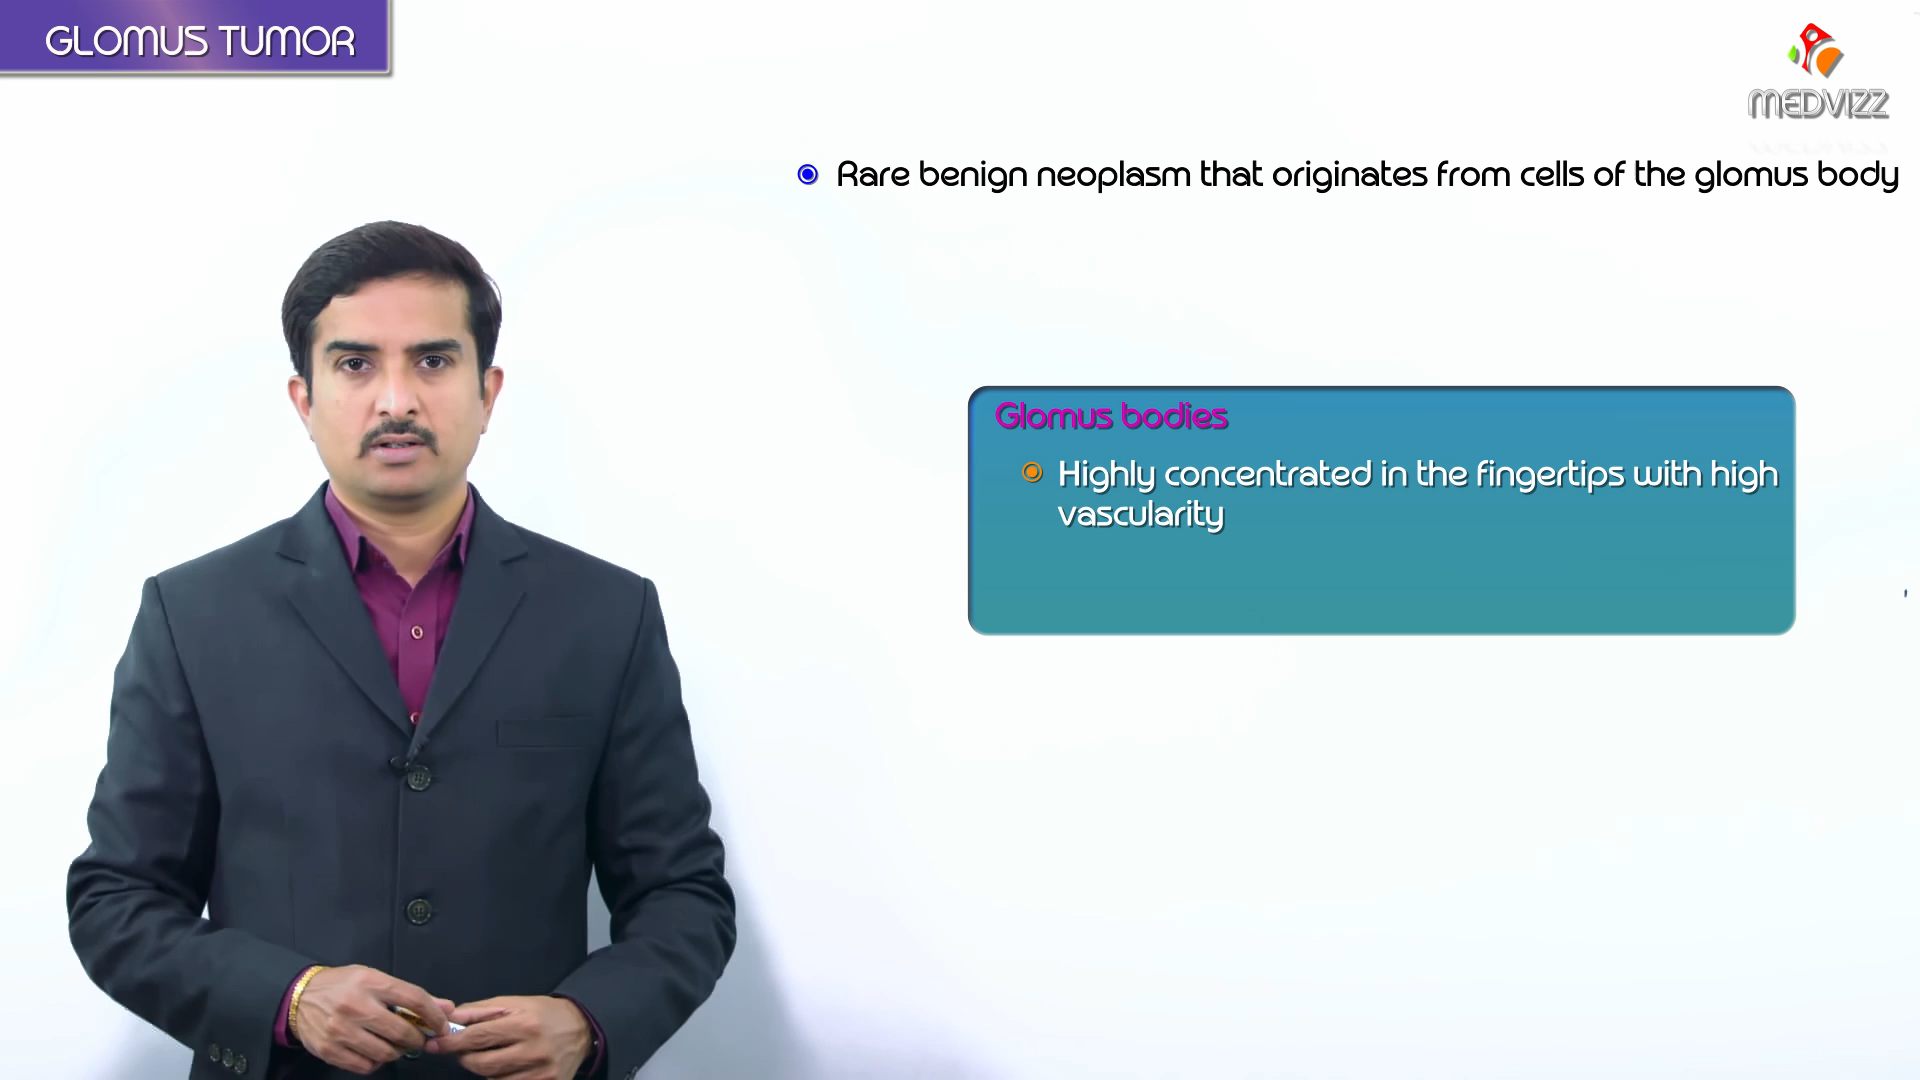 GLOMUS TUMOR
MEDVIZZ
Rare benign neoplasm that originates from cells of the glomus body
Glomus bodies
Highly concentrated in the fingertips with high
vascularity